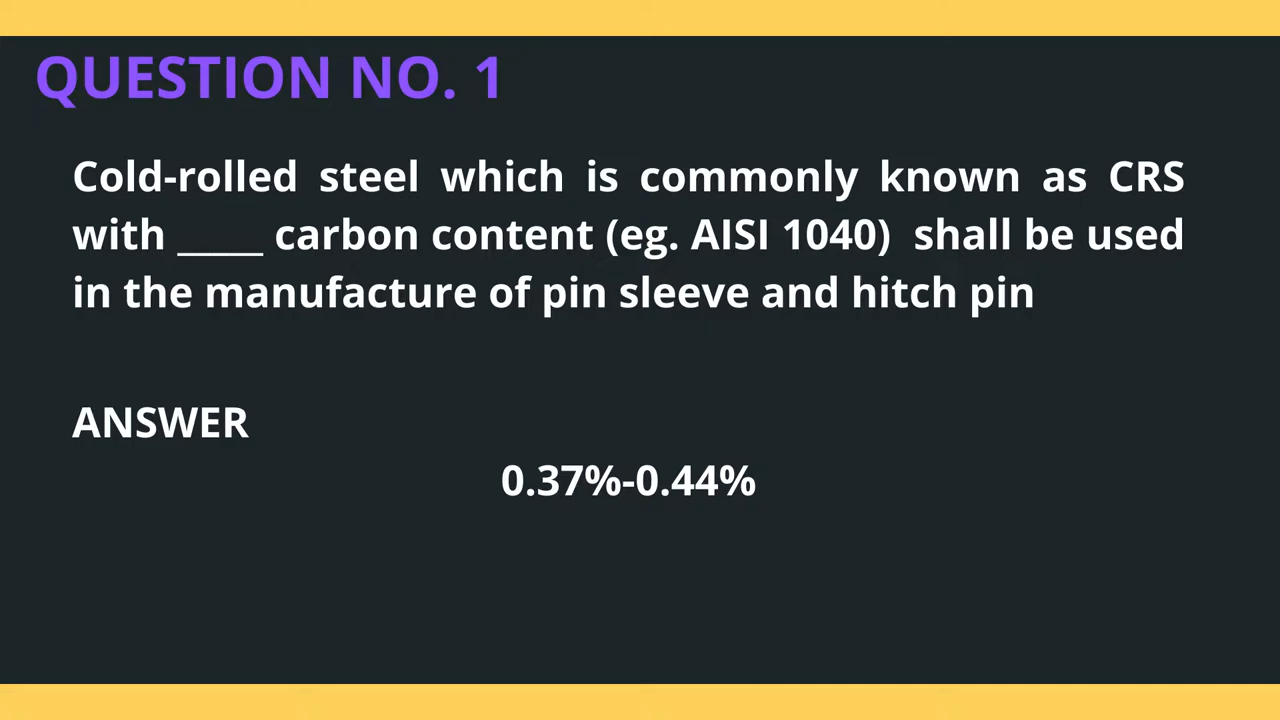 QUESTION NO. 1
Cold-rolled steel which is commonly known as CRS
with _____ carbon content (eg. AISI 1040) shall be used
in the manufacture of pin sleeve and hitch pin
ANSWER
0.37%-0.44%